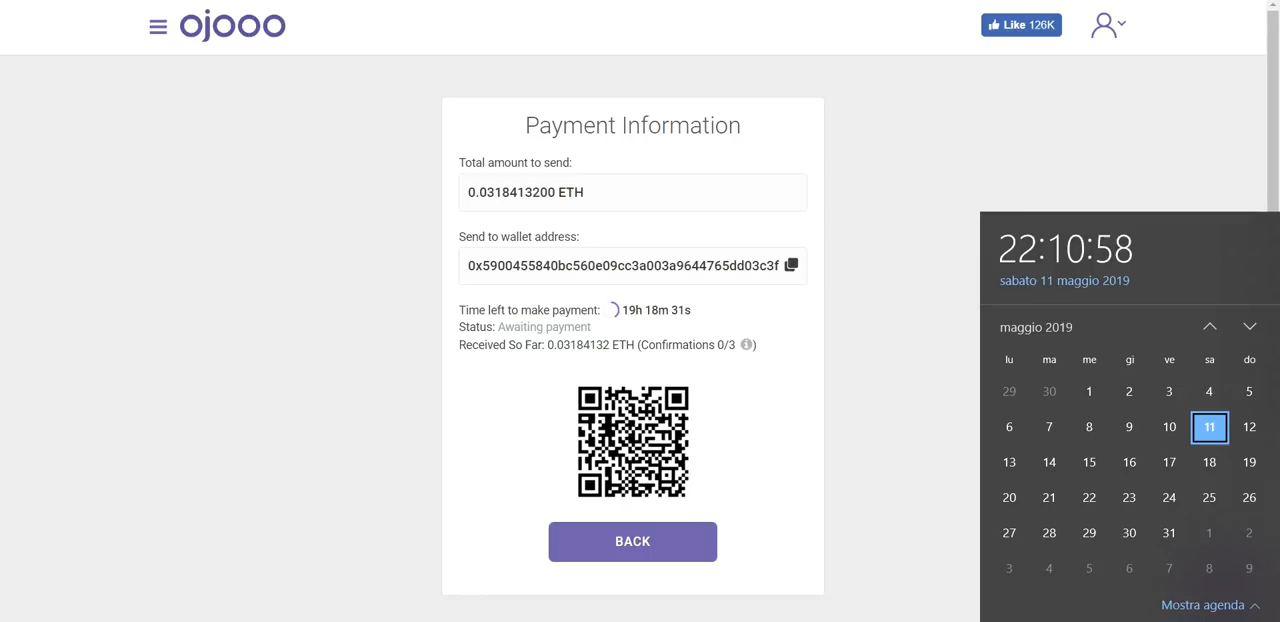 ojooo
Like 126K
Payment Information
Total amount to send:
0.0318413200 ETH
Send to wallet address:
0x5900455840bc560e09cc3a003a9644765dd03c3f
Time left to make payment: 19h 18m 31s
Status: Awaiting payment
Received So Far: 0.03184132 ETH (Confirmations 0/3 i)
BACK
22:10:58
sabato 11 maggio 2019
maggio 2019
lu ma me gi ve sa do
29 30 1 2 3 4 5
6 7 8 9 10 11 12
13 14 15 16 17 18 19
20 21 22 23 24 25 26
27 28 29 30 31 1 2
3 4 5 6 7 8 9
Mostra agenda